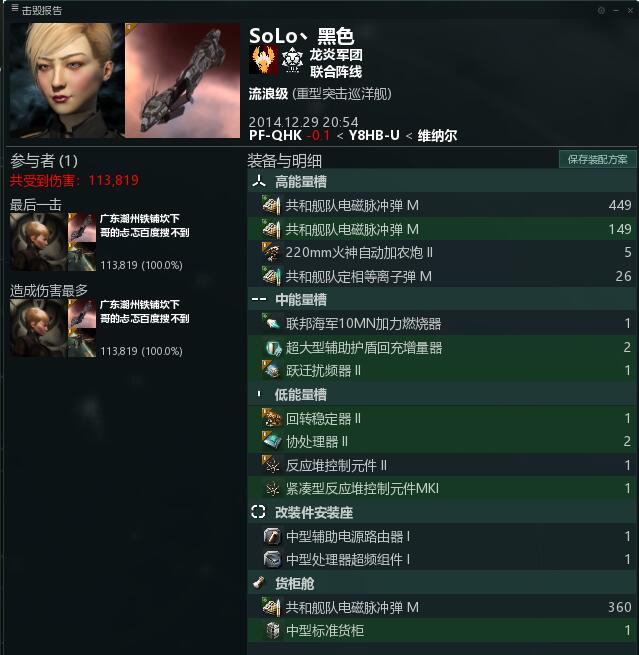 击毁报告
SoLo丶黑色
龙炎军团
联合阵线
流浪级 (重型突击巡洋舰)
2014.12.29 20:54
PF-QHK -0.1 < Y8HB-U < 维纳尔
参与者 (1)
共受到伤害：113,819
最后一击
广东潮州铁铺坎下
哥的忐忑百度搜不到
113,819 (100.0%)
造成伤害最多
广东潮州铁铺坎下
哥的忐忑百度搜不到
113,819 (100.0%)
装备与明细
保存装配方案
高能量槽
共和舰队电磁脉冲弹 M 449
共和舰队电磁脉冲弹 M 149
220mm火神自动加农炮 II 5
共和舰队定相等离子弹 M 26
中能量槽
联邦海军10MN加力燃烧器 1
超大型辅助护盾回充增量器 2
跃迁扰频器 II 1
低能量槽
回转稳定器 II 1
协处理器 II 2
反应堆控制元件 II 1
紧凑型反应堆控制元件MKI 1
改装件安装座
中型辅助电源路由器 I 1
中型处理器超频组件 I 1
货柜舱
共和舰队电磁脉冲弹 M 360
中型标准货柜 1